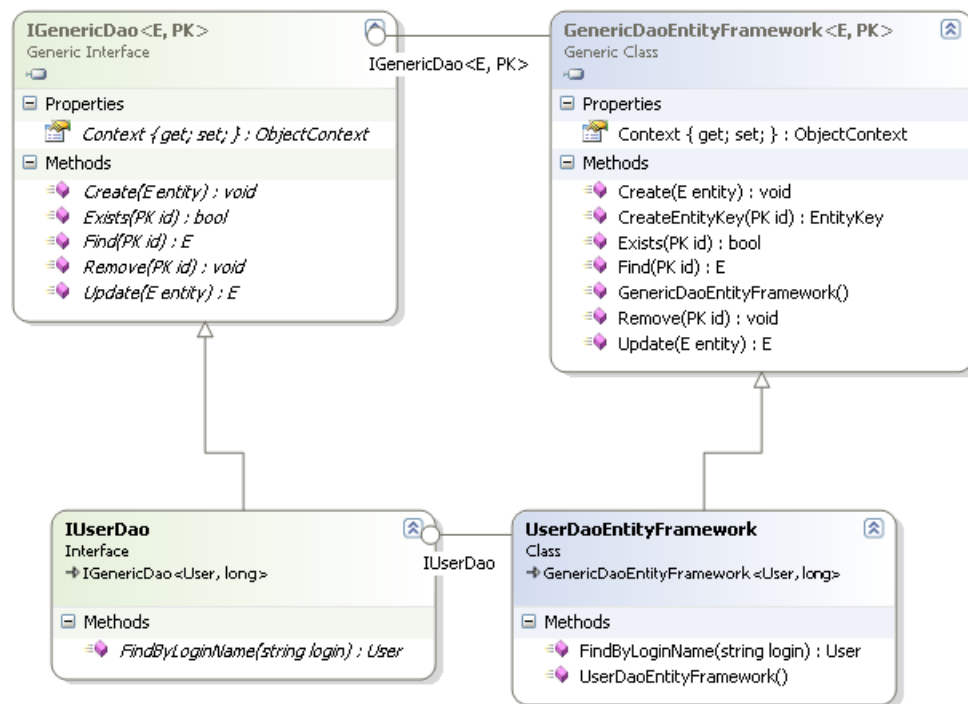 IGenericDao<E, PK>
Generic Interface
Properties
Context { get; set; } : ObjectContext
Methods
Create(E entity) : void
Exists(PK id) : bool
Find(PK id) : E
Remove(PK id) : void
Update(E entity) : E
IGenericDao<E, PK>
GenericDaoEntityFramework<E, PK>
Generic Class
Properties
Context { get; set; } : ObjectContext
Methods
Create(E entity) : void
CreateEntityKey(PK id) : EntityKey
Exists(PK id) : bool
Find(PK id) : E
GenericDaoEntityFramework()
Remove(PK id) : void
Update(E entity) : E
IUserDao
Interface
IGenericDao<User, long>
Methods
FindByLoginName(string login) : User
IUserDao
UserDaoEntityFramework
Class
GenericDaoEntityFramework<User, long>
Methods
FindByLoginName(string login) : User
UserDaoEntityFramework()